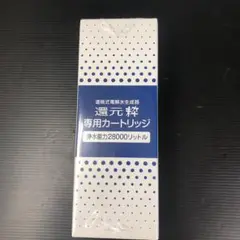 連続式電解水生成器
還元粋
専用カートリッジ
浄水能力28000リットル